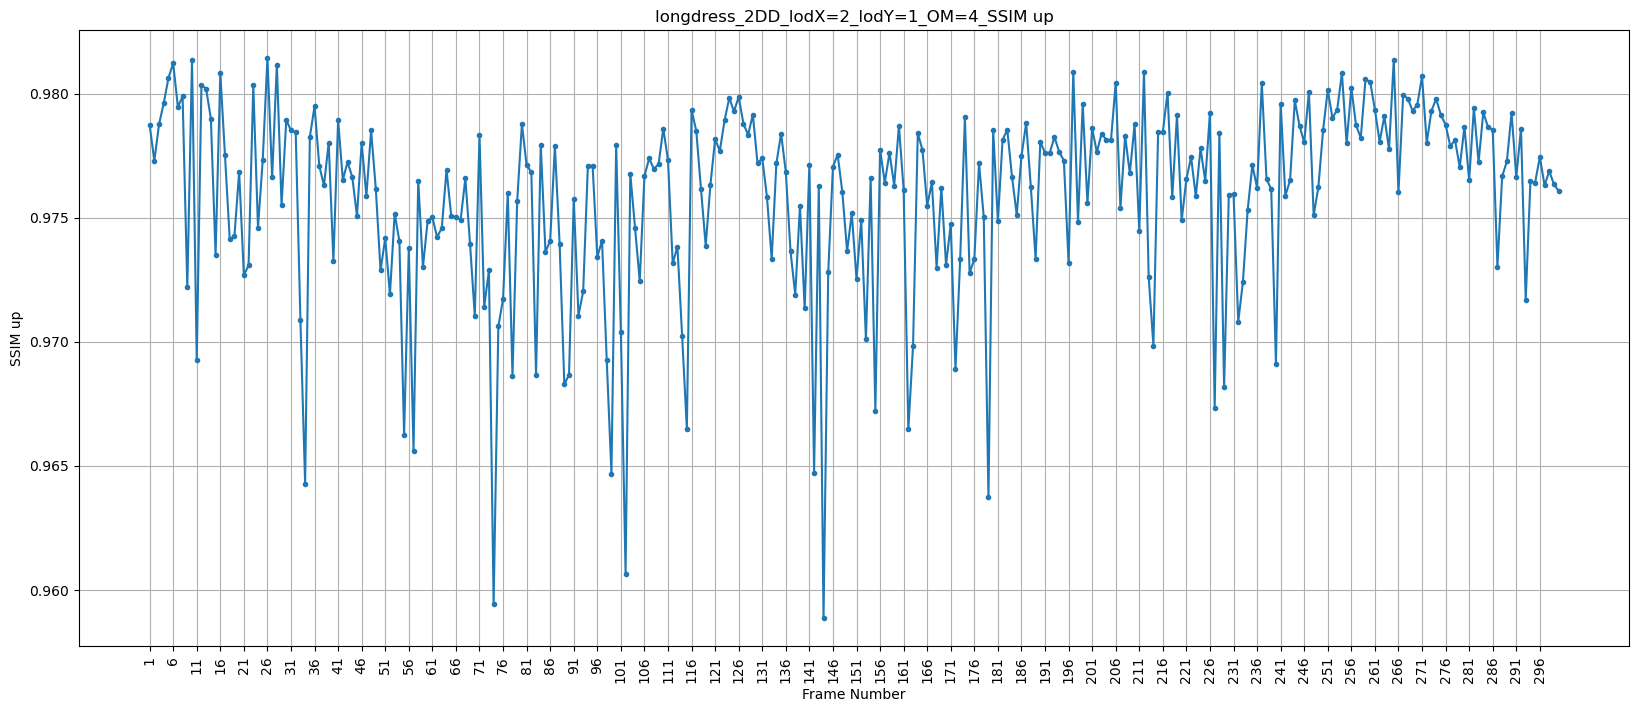 longdress_2DD_lodX=2_lodY=1_OM=4_SSIM up
0.980
0.975
0.970
0.965
0.960
SSIM up
1 6 11 16 21 26 31 36 41 46 51 56 61 66 71 76 81 86 91 96 101 106 111 116 121 126 131 136 141 146 151 156 161 166 171 176 181 186 191 196 201 206 211 216 221 226 231 236 241 246 251 256 261 266 271 276 281 286 291 296
Frame Number